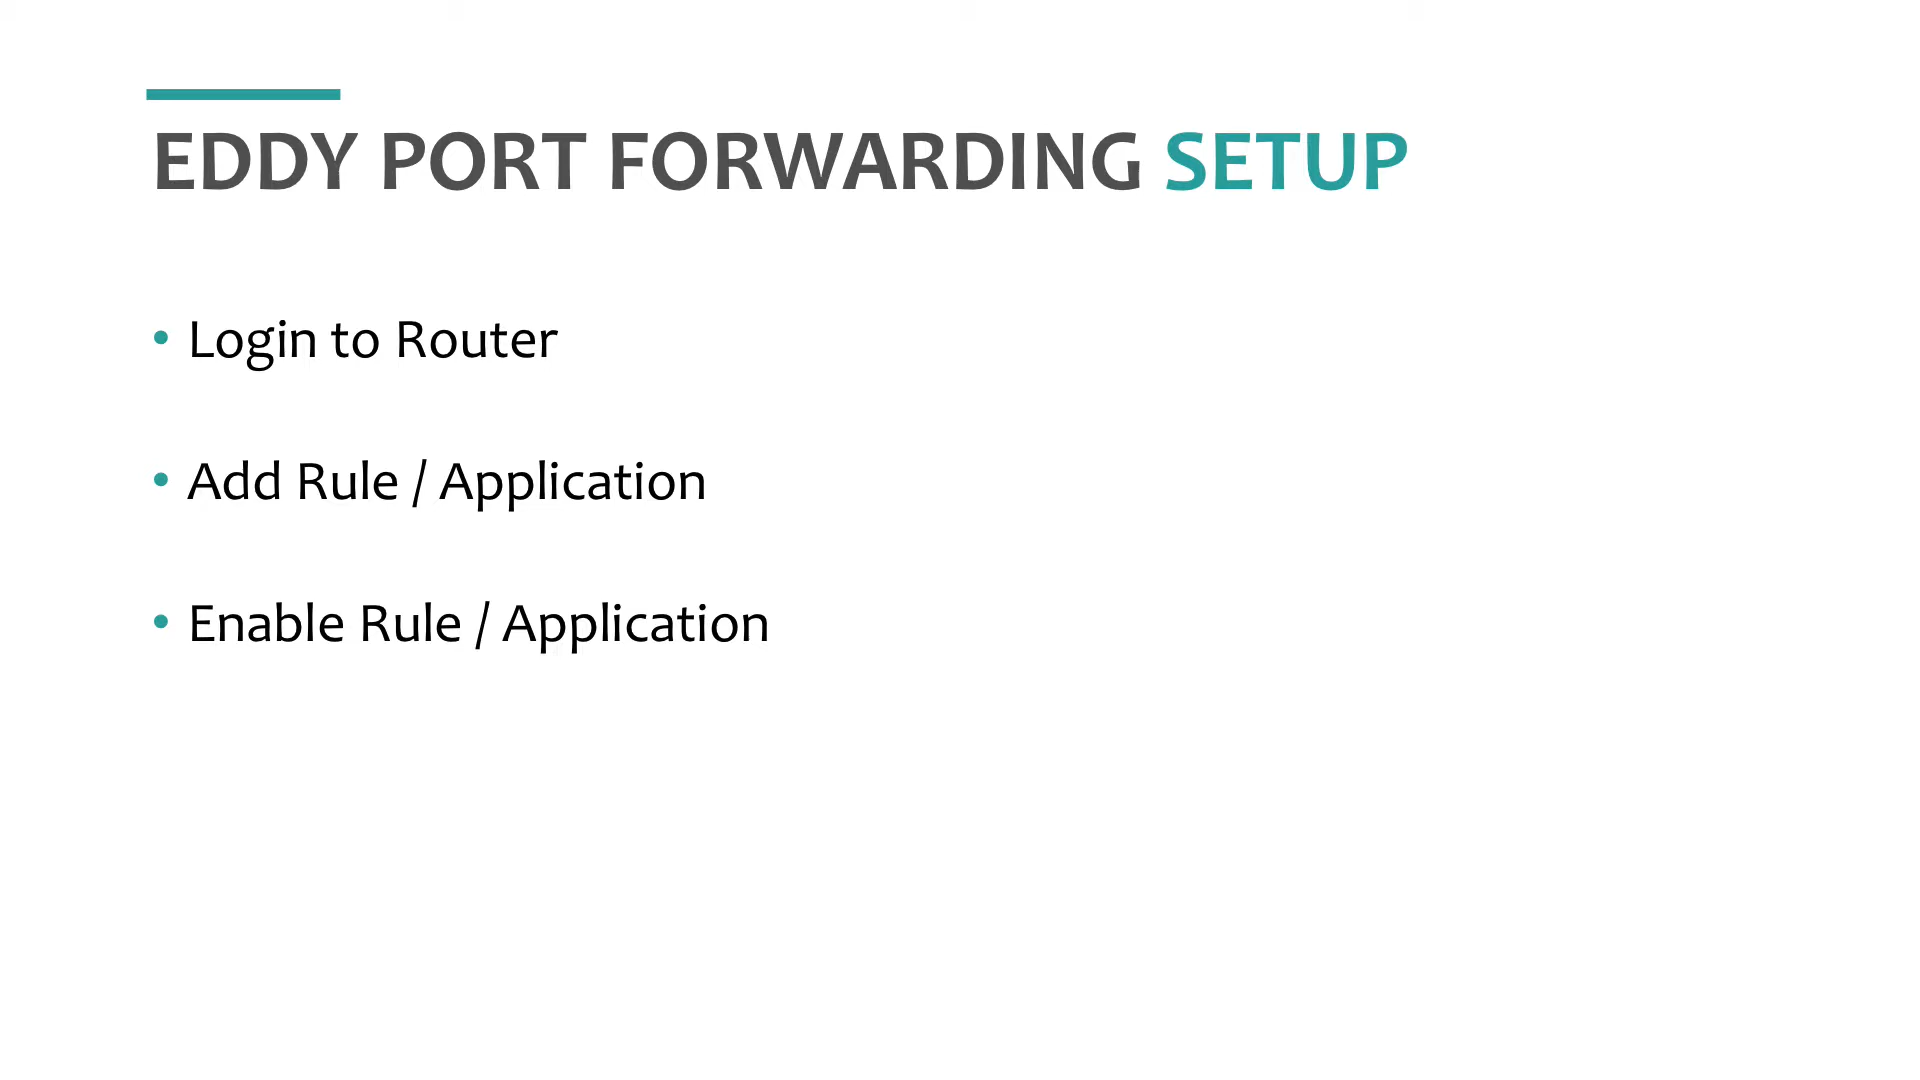 EDDY PORT FORWARDING SETUP
• Login to Router
• Add Rule / Application
• Enable Rule / Application